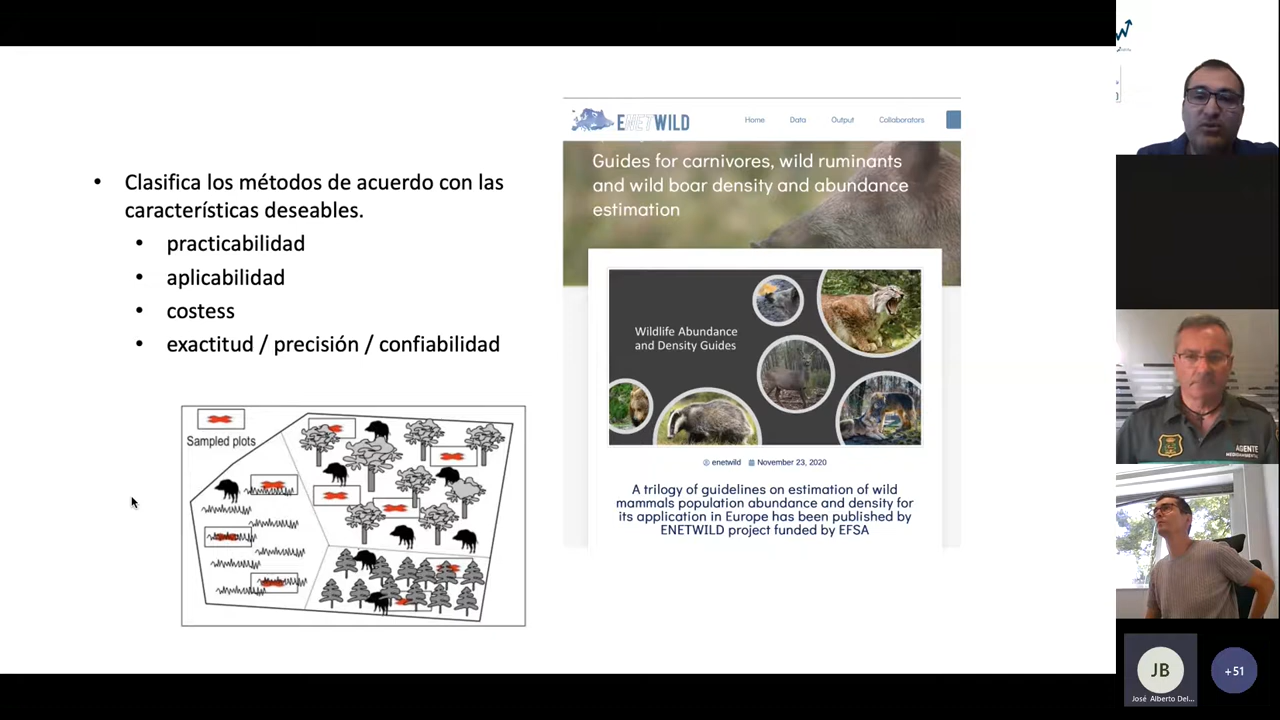 • Clasifica los métodos de acuerdo con las
características deseables.
• practicabilidad
• aplicabilidad
• costess
• exactitud / precisión / confiabilidad
Sampled plots
ENETWILD
Home Data Output Collaborators
Guides for carnivores, wild ruminants
and wild boar density and abundance
estimation
Wildlife Abundance
and Density Guides
enetwild November 23, 2020
A trilogy of guidelines on estimation of wild
mammals population abundance and density for
its application in Europe has been published by
ENETWILD project funded by EFSA
AGENTE
JB
José Alberto Del...
+51